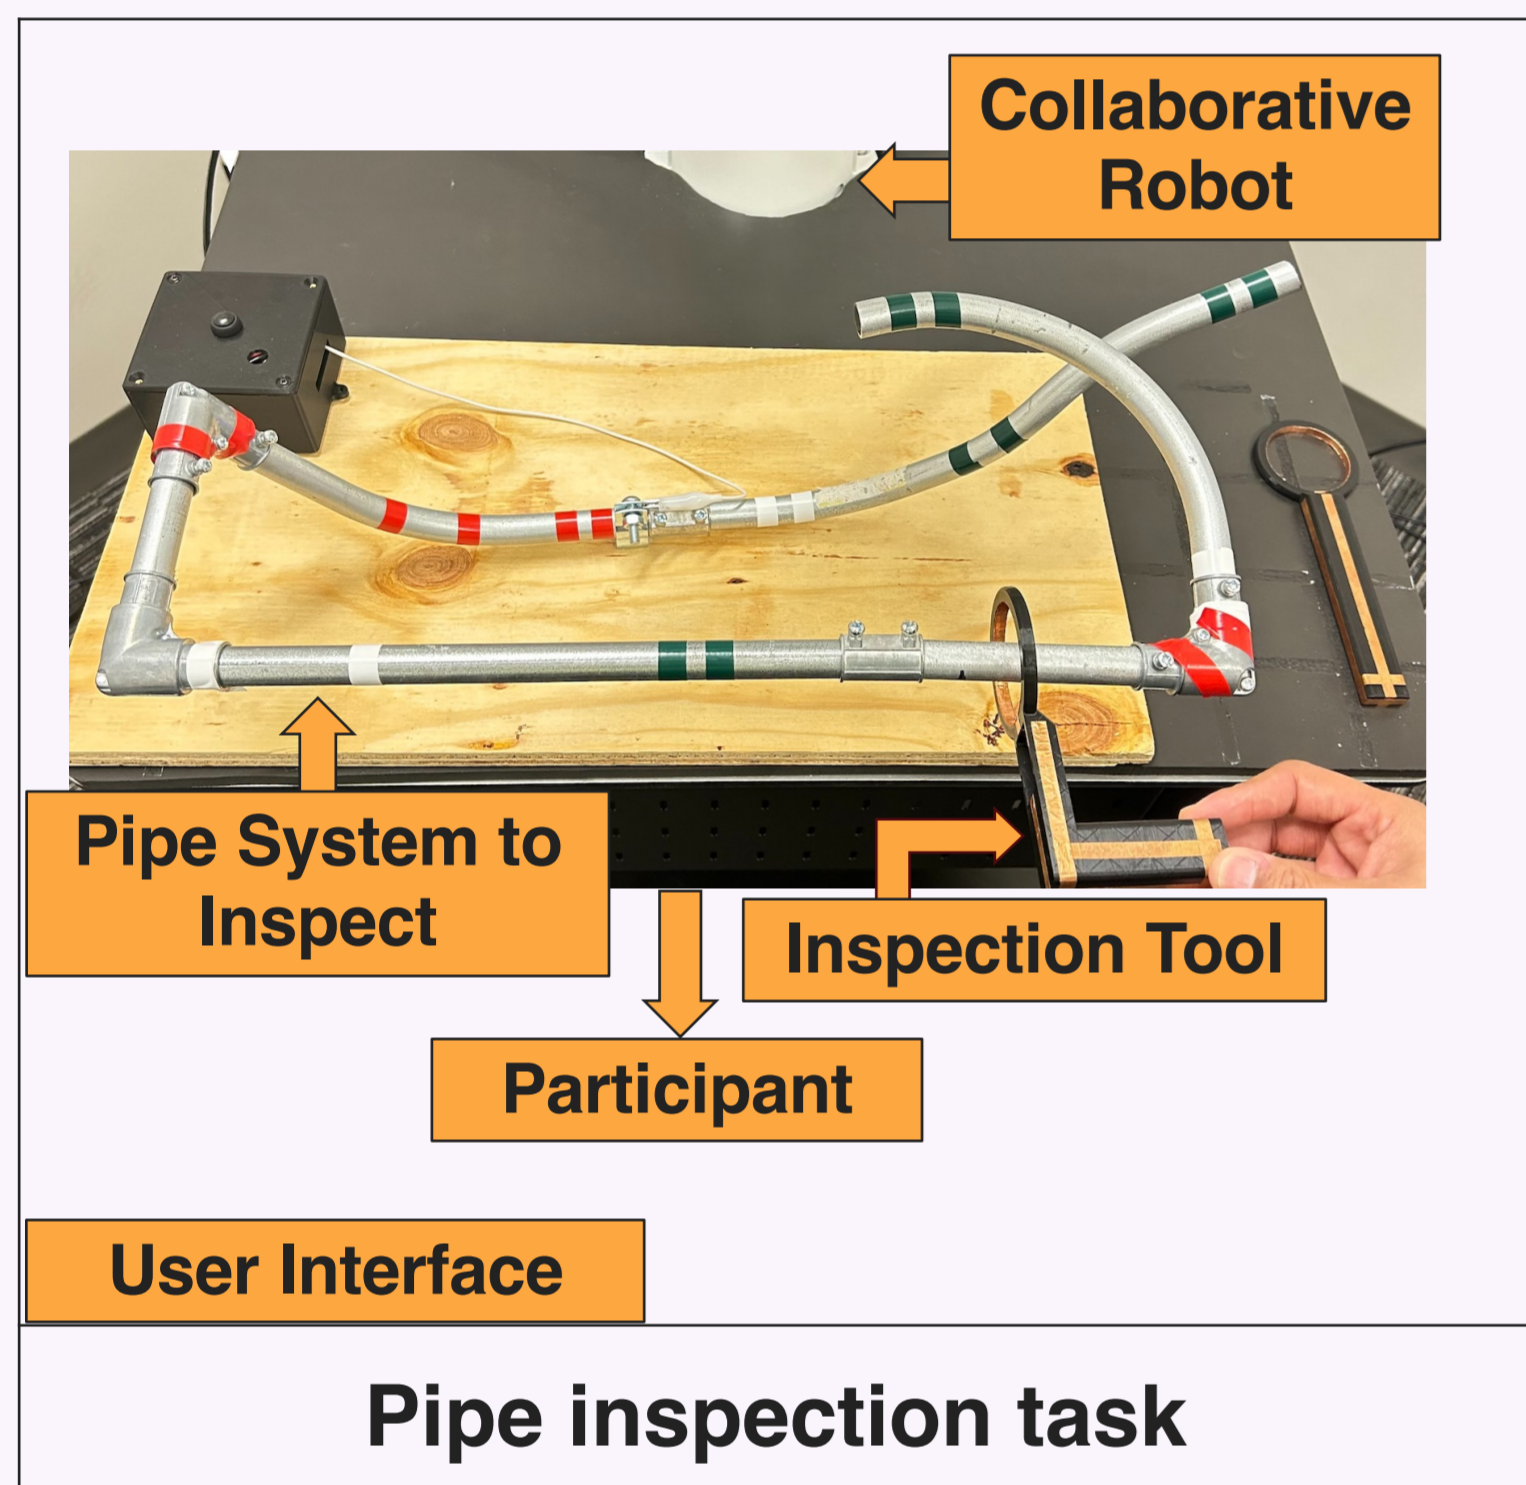 Collaborative
Robot
Pipe System to
Inspect
Inspection Tool
Participant
User Interface
Pipe inspection task